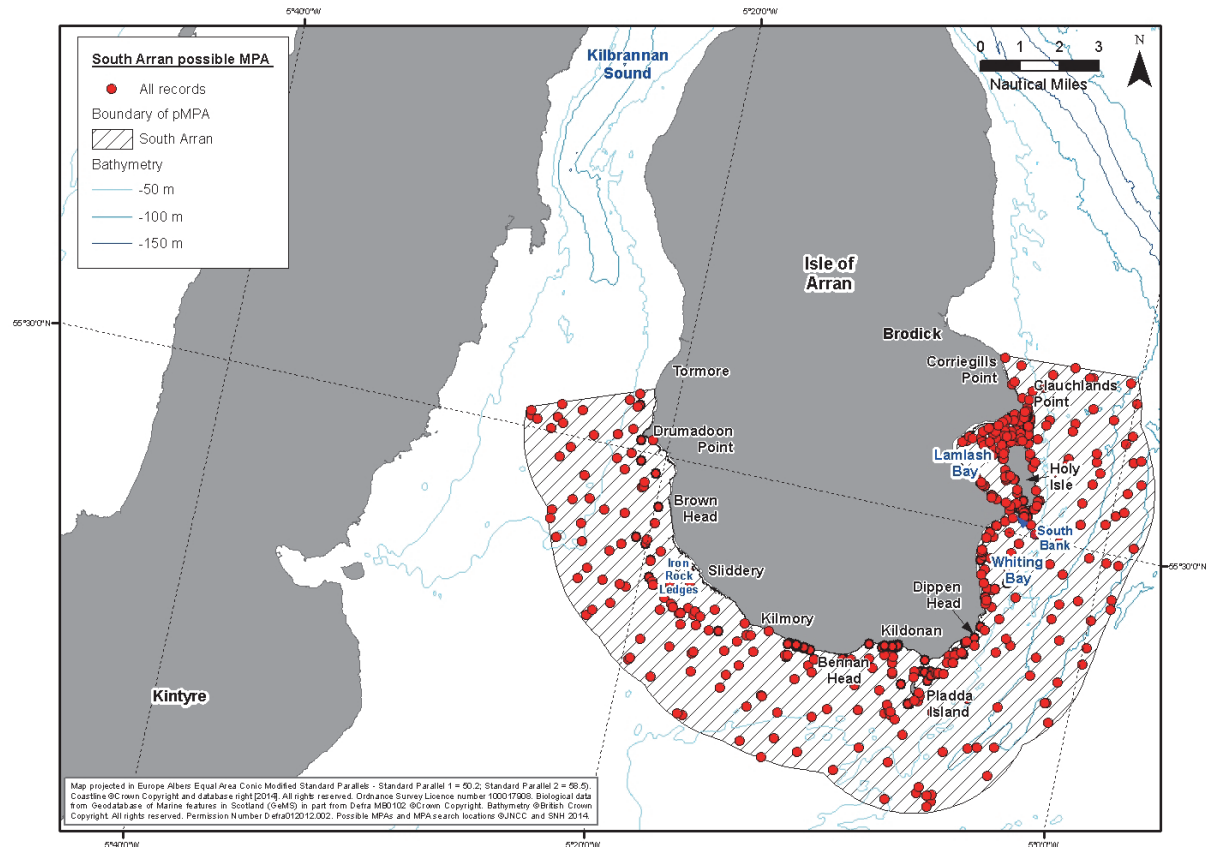 5°40'0"W
5°20'0"W
South Arran possible MPA
All records
Boundary of pMPA
South Arran
Bathymetry
-50 m
-100 m
-150 m
Kilbrannan
Sound
0 1 2 3
Nautical Miles
N
Isle of
Arran
Brodick
Corriegills
Point
Clauchlands
Point
55°30'0"N
Tormore
Drumadoon
Point
Lamlash
Bay
Holy
Isle
Brown
Head
South
Bank
Whiting
Bay
Iron
Rock
Ledges
Sliddery
55°30'0"N
Dippen
Head
Kilmory
Kildonan
Bennan
Head
Pladda
Island
Kintyre
Map projected in Europe Albers Equal Area Conic Modified Standard Parallels - Standard Parallel 1 = 50.2; Standard Parallel 2 = 58.5).
Coastline ©Crown Copyright and database right [2014]. All rights reserved. Ordnance Survey Licence number 100017908. Biological data
from Geodatabase of Marine features in Scotland (GeMS) in part from Defra MB0102 ©Crown Copyright. Bathymetry ©British Crown
Copyright. All rights reserved. Permission Number Defra012012.002. Possible MPAs and MPA search locations ©JNCC and SNH 2014.
5°40'0"W
5°20'0"W
5°0'0"W